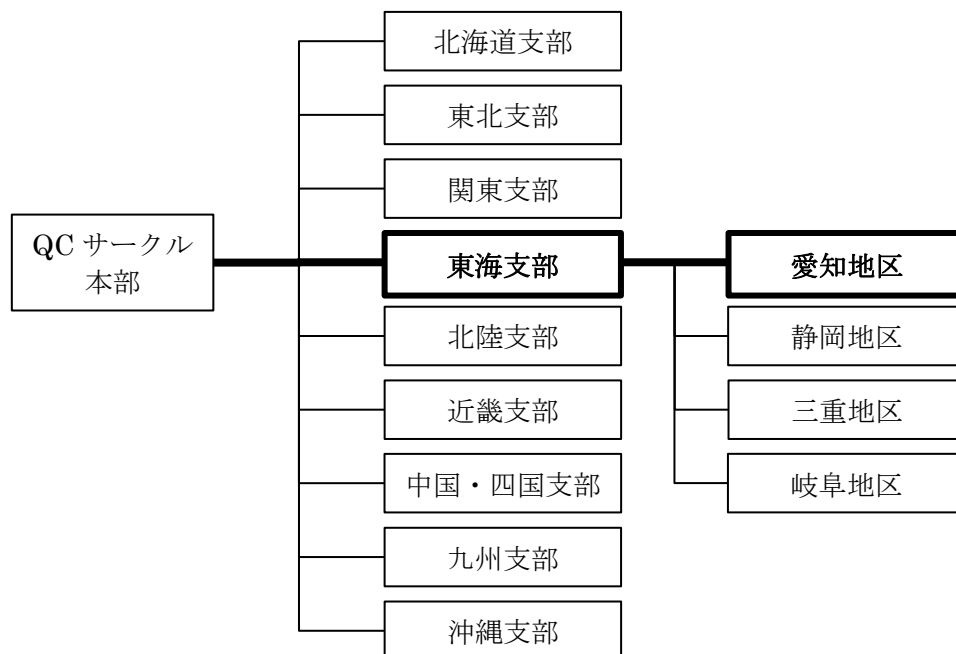 北海道支部
東北支部
関東支部
QC サークル
本部
東海支部
愛知地区
北陸支部
静岡地区
近畿支部
三重地区
中国・四国支部
岐阜地区
九州支部
沖縄支部